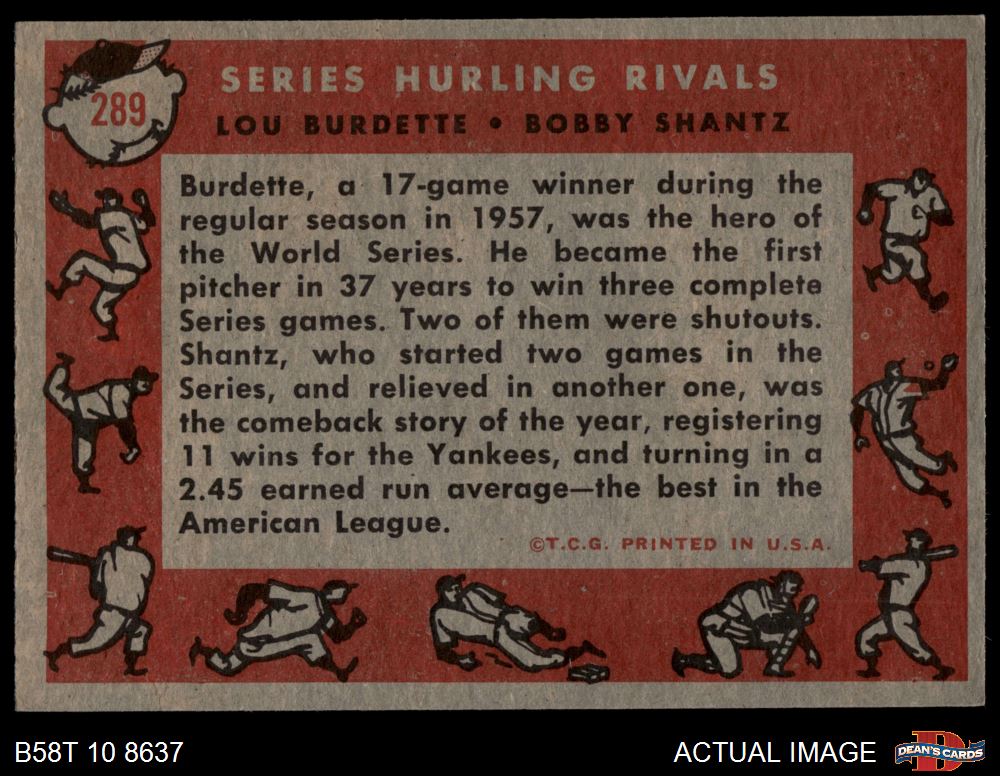 289
SERIES HURLING RIVALS
LOU BURDETTE • BOBBY SHANTZ
Burdette, a 17-game winner during the
regular season in 1957, was the hero of
the World Series. He became the first
pitcher in 37 years to win three complete
Series games. Two of them were shutouts.
Shantz, who started two games in the
Series, and relieved in another one, was
the comeback story of the year, registering
11 wins for the Yankees, and turning in a
2.45 earned run average—the best in the
American League.
©T.C.G. PRINTED IN U.S.A.
B58T 10 8637
ACTUAL IMAGE
D
DEAN'S CARDS